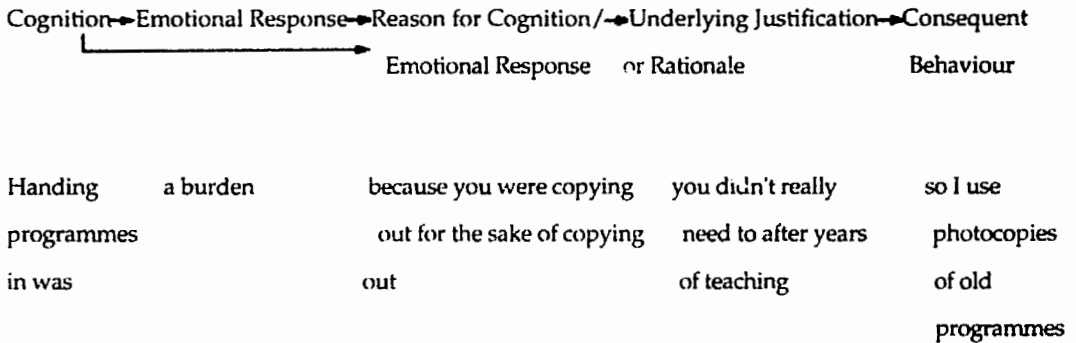 Cognition Emotional Response Reason for Cognition/ Underlying Justification Consequent
Emotional Response or Rationale Behaviour
Handing a burden because you were copying you didn't really so I use
programmes out for the sake of copying need to after years photocopies
in was out of teaching of old
programmes